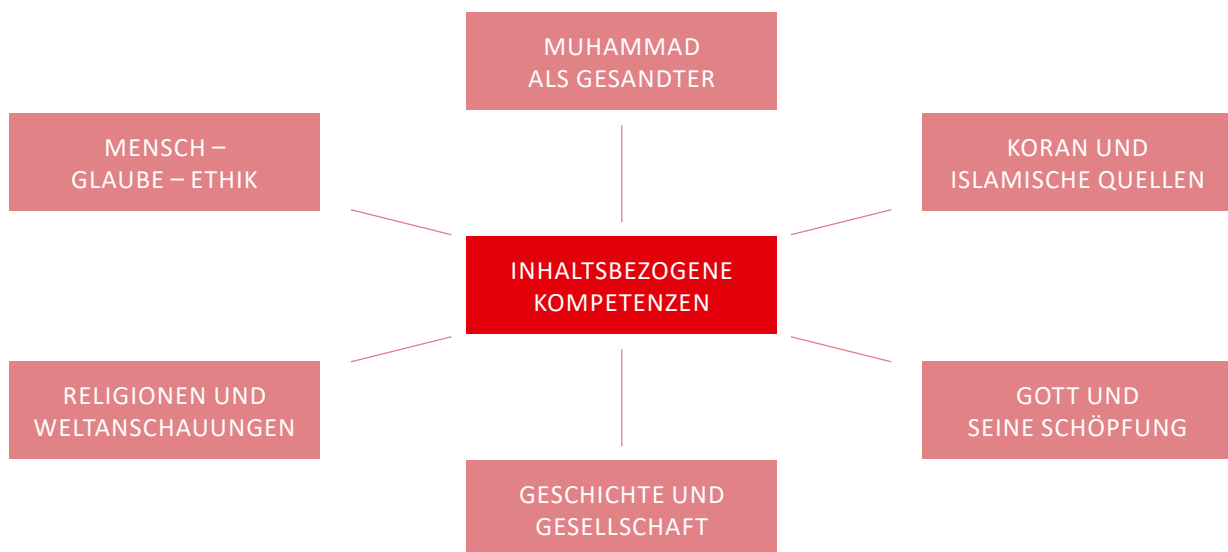 MUHAMMAD
ALS GESANDTER
MENSCH –
GLAUBE – ETHIK
KORAN UND
ISLAMISCHE QUELLEN
INHALTSBEZOGENE
KOMPETENZEN
RELIGIONEN UND
WELTANSCHAUUNGEN
GOTT UND
SEINE SCHÖPFUNG
GESCHICHTE UND
GESELLSCHAFT